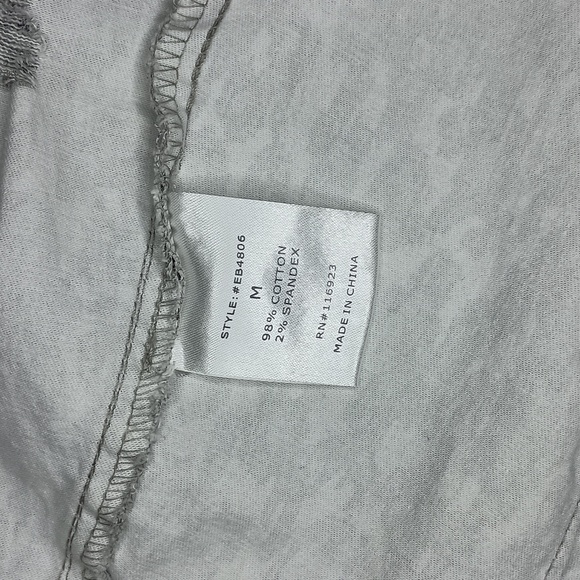 STYLE:#EB4806
M
98% COTTON
2% SPANDEX
RN#116923
MADE IN CHINA